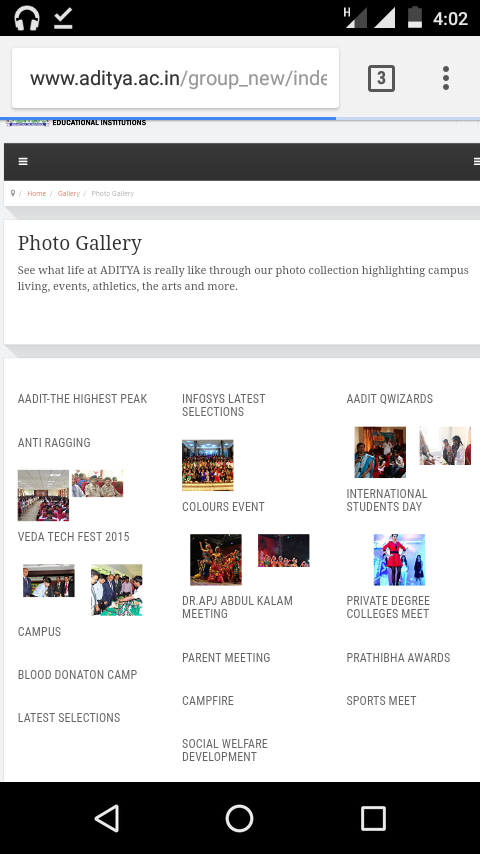 H
4:02
www.aditya.ac.in/group_new/inde
3
EDUCATIONAL INSTITUTIONS
/ Home / Gallery / Photo Gallery
Photo Gallery
See what life at ADITYA is really like through our photo collection highlighting campus
living, events, athletics, the arts and more.
AADIT-THE HIGHEST PEAK
ANTI RAGGING
VEDA TECH FEST 2015
CAMPUS
BLOOD DONATON CAMP
LATEST SELECTIONS
INFOSYS LATEST
SELECTIONS
COLOURS EVENT
DR.APJ ABDUL KALAM
MEETING
PARENT MEETING
CAMPFIRE
SOCIAL WELFARE
DEVELOPMENT
AADIT QWIZARDS
INTERNATIONAL
STUDENTS DAY
PRIVATE DEGREE
COLLEGES MEET
PRATHIBHA AWARDS
SPORTS MEET